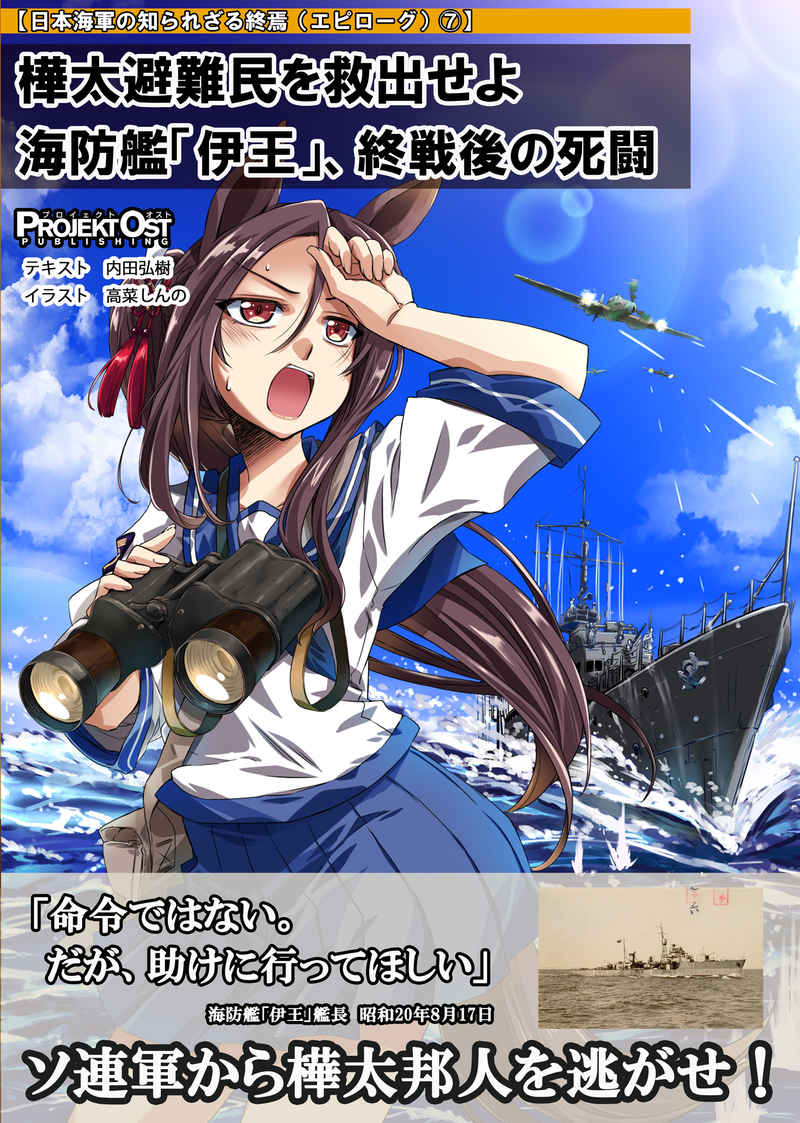 【日本海軍の知られざる終焉（エピローグ）⑦】
樺太避難民を救出せよ
海防艦「伊王」、終戦後の死闘
プロイェクト オスト
PROJEKT OST
PUBLISHING
テキスト 内田弘樹
イラスト 高菜しんの
「命令ではない。
だが、助けに行ってほしい」
海防艦「伊王」艦長 昭和20年8月17日
ソ連軍から樺太邦人を逃がせ！